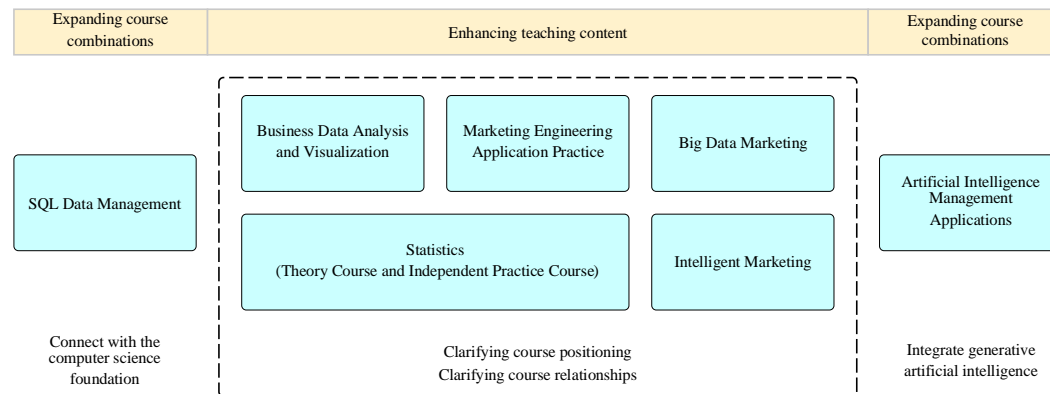 Expanding course
combinations
Enhancing teaching content
Expanding course
combinations
Business Data Analysis
and Visualization
Marketing Engineering
Application Practice
Big Data Marketing
SQL Data Management
Artificial Intelligence
Management
Applications
Statistics
(Theory Course and Independent Practice Course)
Intelligent Marketing
Connect with the
computer science
foundation
Clarifying course positioning
Clarifying course relationships
Integrate generative
artificial intelligence